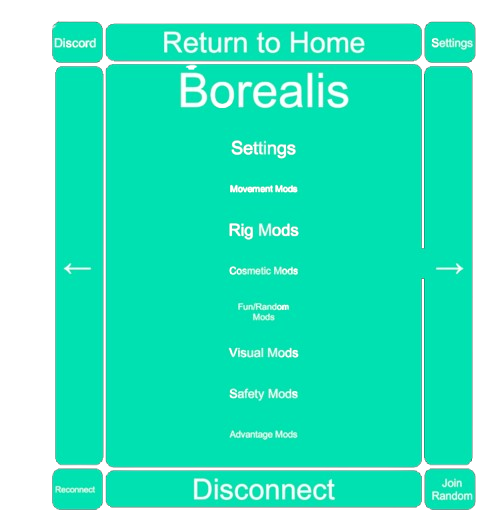 Discord
Return to Home
Settings
Borealis
Settings
Movement Mods
Rig Mods
←
Cosmetic Mods
→
Fun/Random
Mods
Visual Mods
Safety Mods
Advantage Mods
Reconnect
Disconnect
Join
Random